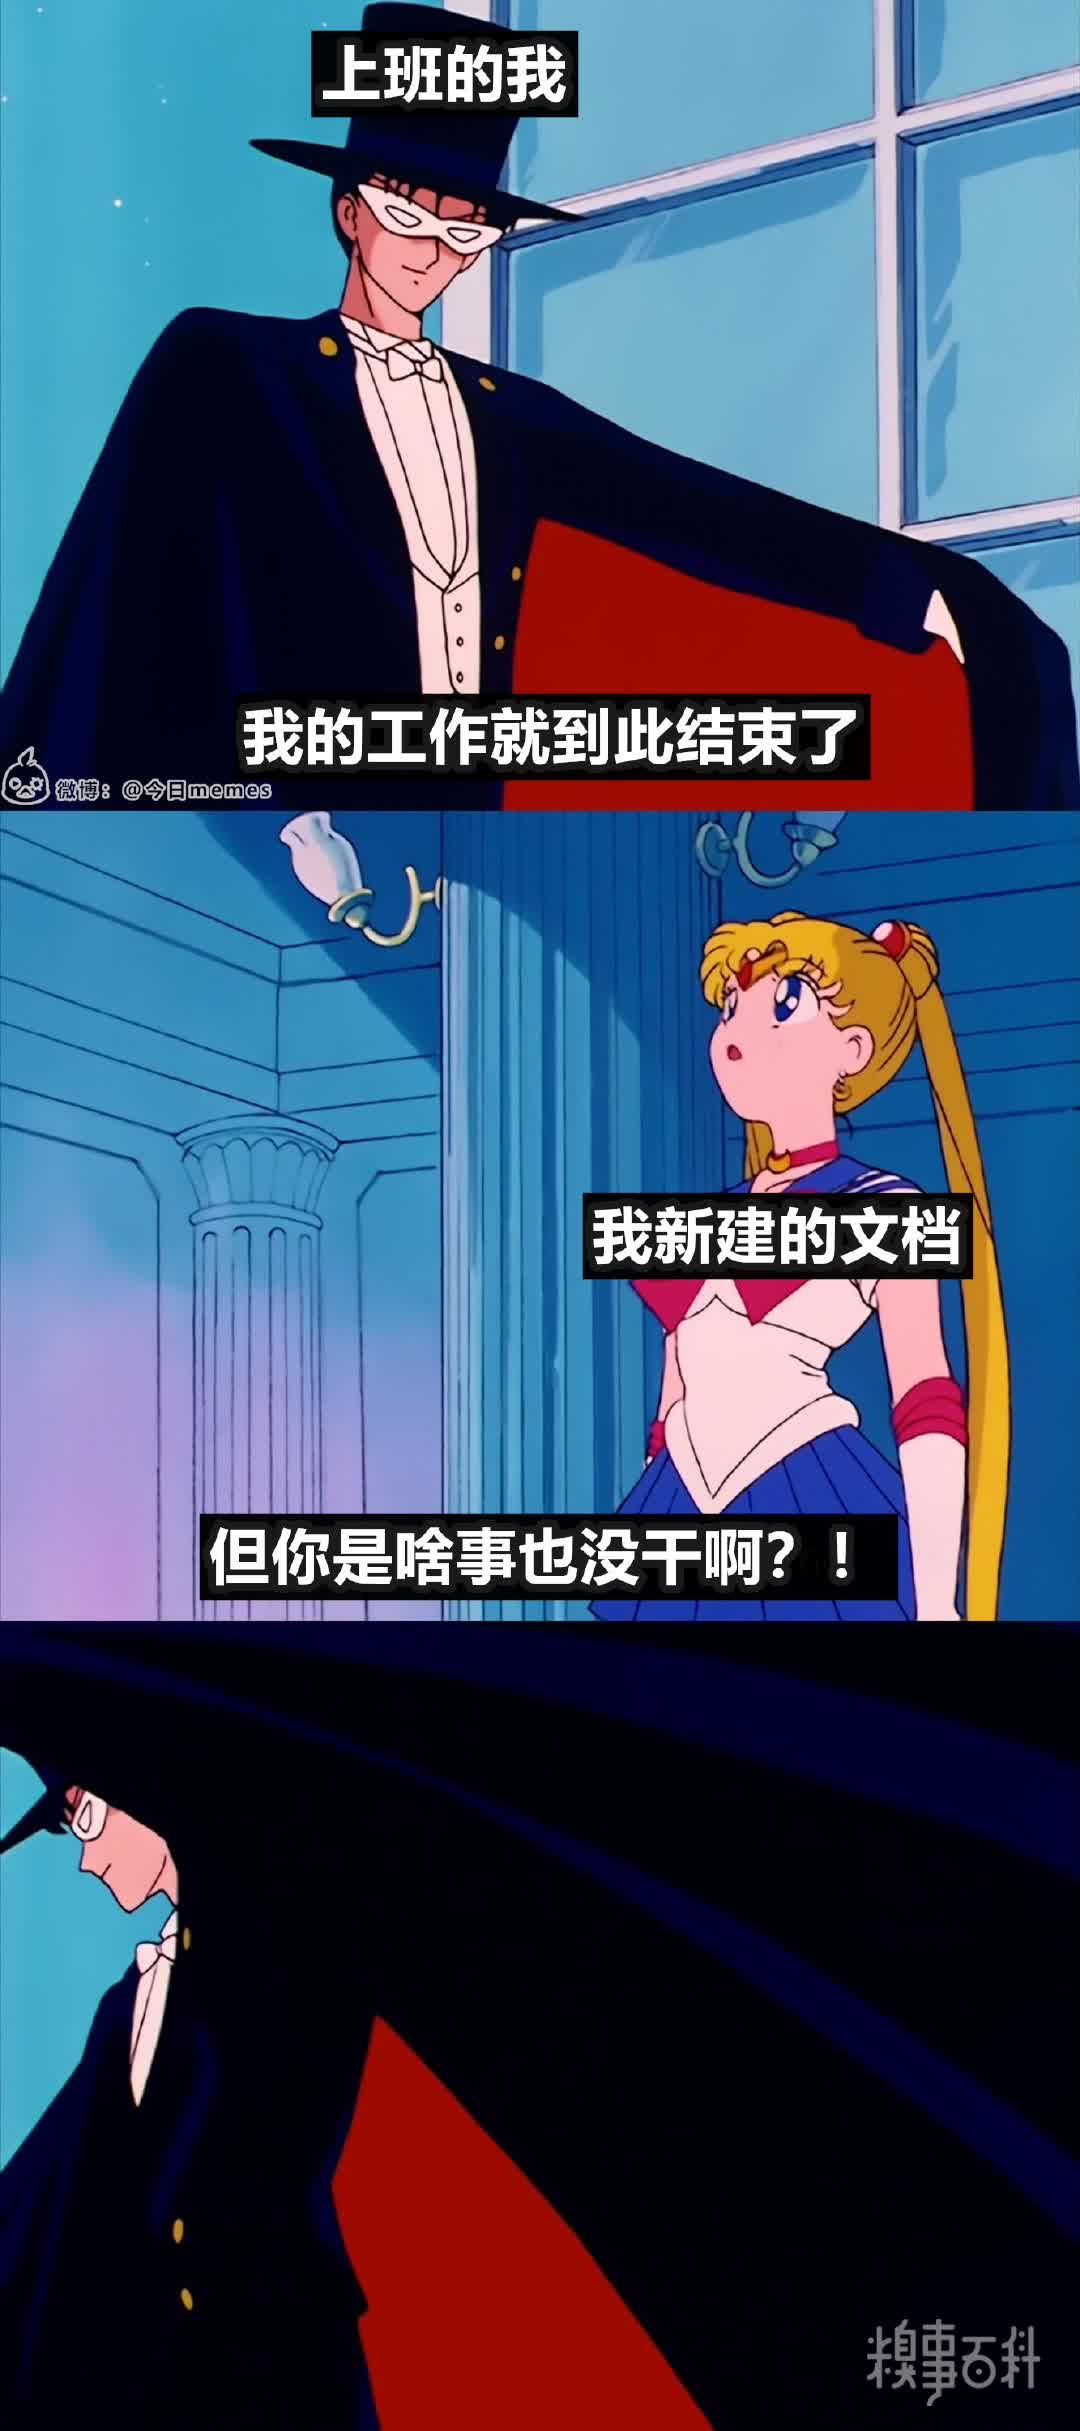 上班的我
我的工作就到此结束了
微博：@今日memes
我新建的文档
但你是啥事也没干啊？！
糗事百科